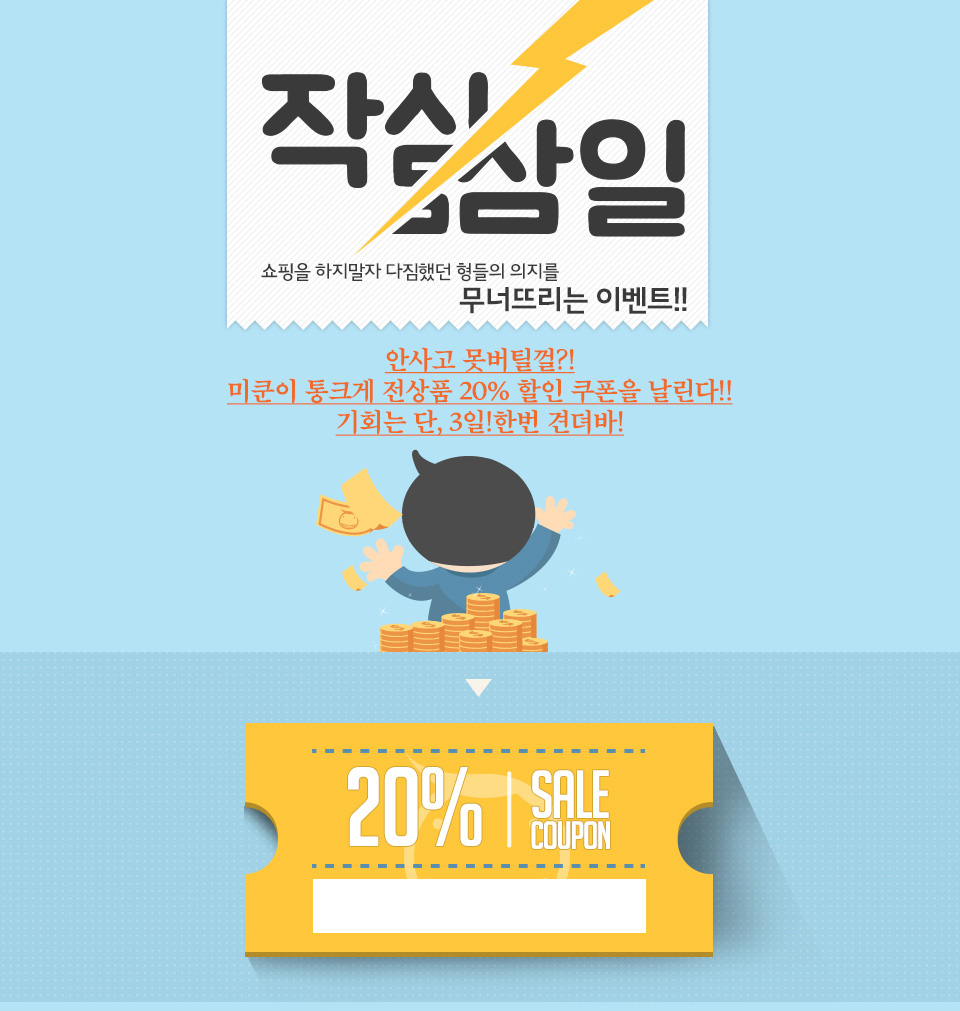 작심삼일
쇼핑을 하지말자 다짐했던 형들의 의지를
무너뜨리는 이벤트!!
안사고 못버틸껄?!
미쿤이 통크게 전상품 20% 할인 쿠폰을 날린다!!
기회는 단, 3일!한번 견뎌바!
20%
SALE
COUPON